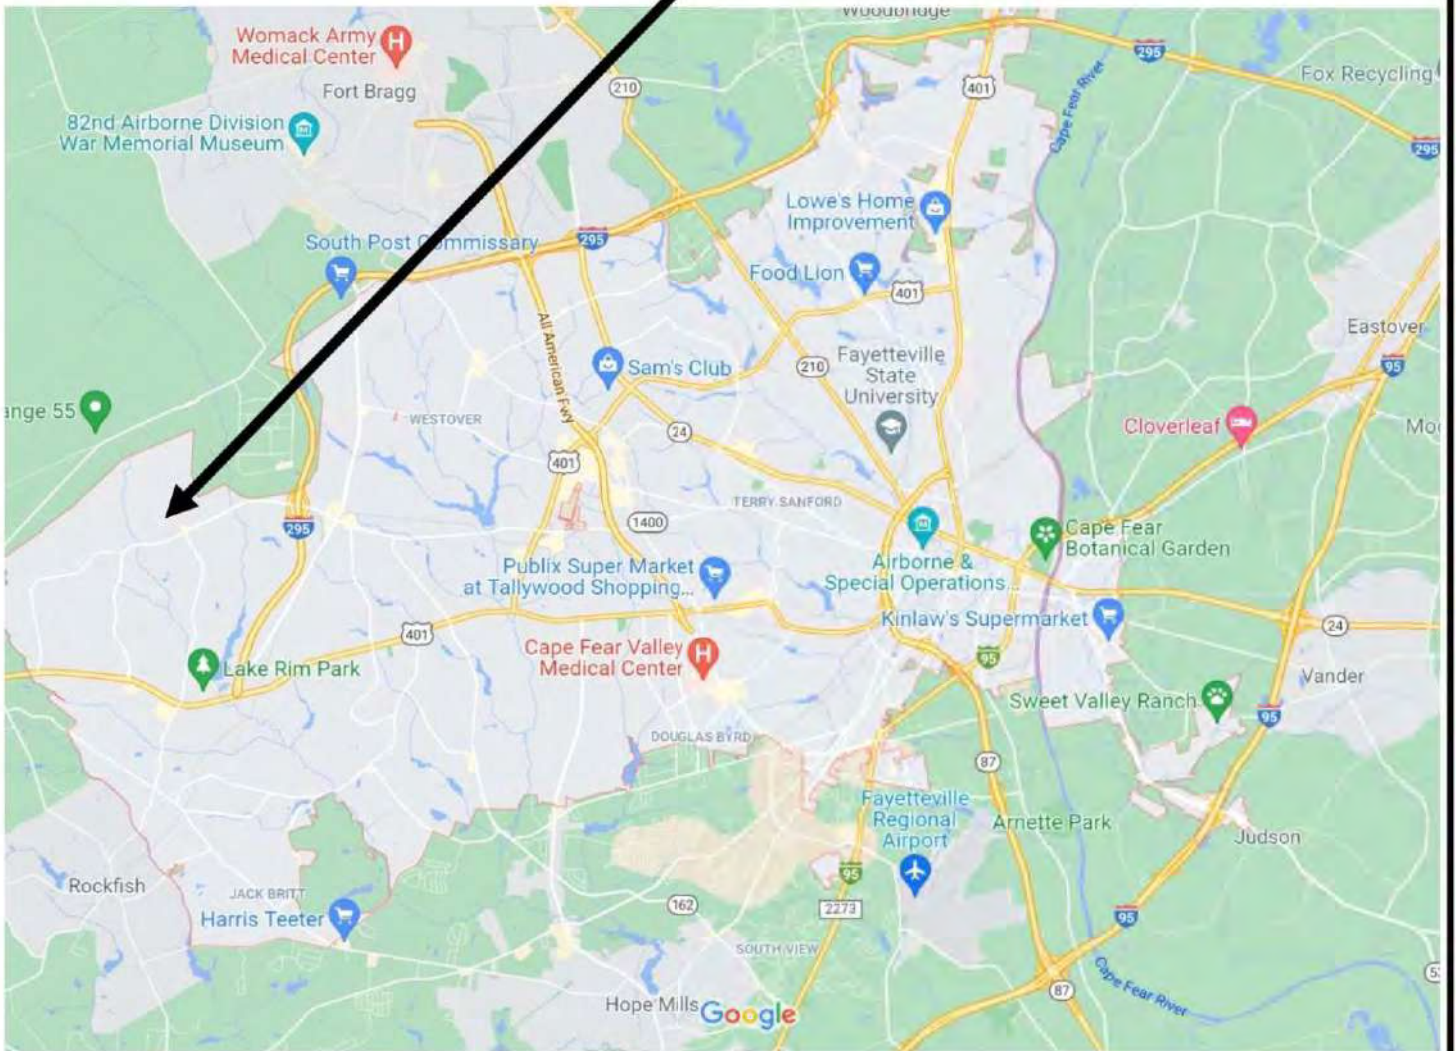 Woodbridge
Womack Army
Medical Center
Fort Bragg
210
401
295
Cape Fear River
Fox Recycling
82nd Airborne Division
War Memorial Museum
295
Lowe's Home
Improvement
South Post Commissary
295
Food Lion
401
All American Fwy
Eastover
Sam's Club
210
Fayetteville
State
University
95
ange 55
WESTOVER
24
Cloverleaf
401
TERRY SANFORD
295
1400
Cape Fear
Botanical Garden
Publix Super Market
at Tallywood Shopping...
Airborne &
Special Operations...
Kinlaw's Supermarket
24
401
Cape Fear Valley
Medical Center
95
Lake Rim Park
Vander
Sweet Valley Ranch
95
DOUGLAS BYRD
87
Fayetteville
Regional
Airport
Arnette Park
Judson
95
Rockfish
JACK BRITT
Harris Teeter
162
2273
95
SOUTH VIEW
Cape Fear River
87
Hope Mills
Google